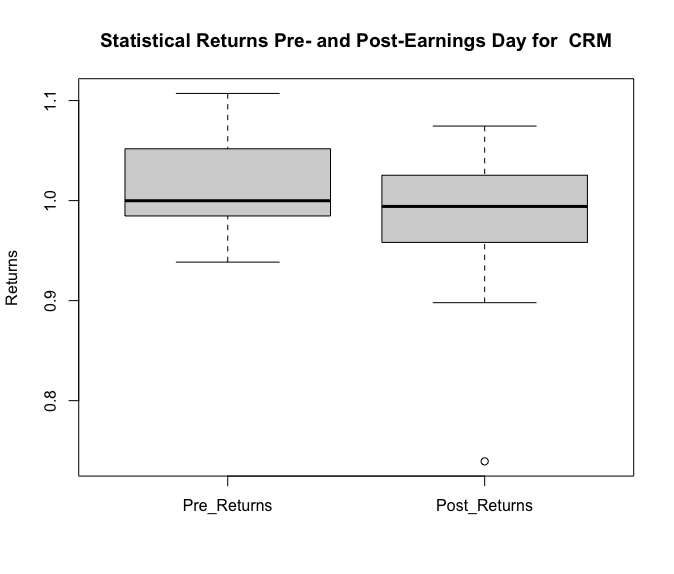 Statistical Returns Pre- and Post-Earnings Day for  CRM
1.1
1.0
0.9
0.8
Returns
Pre_Returns
Post_Returns